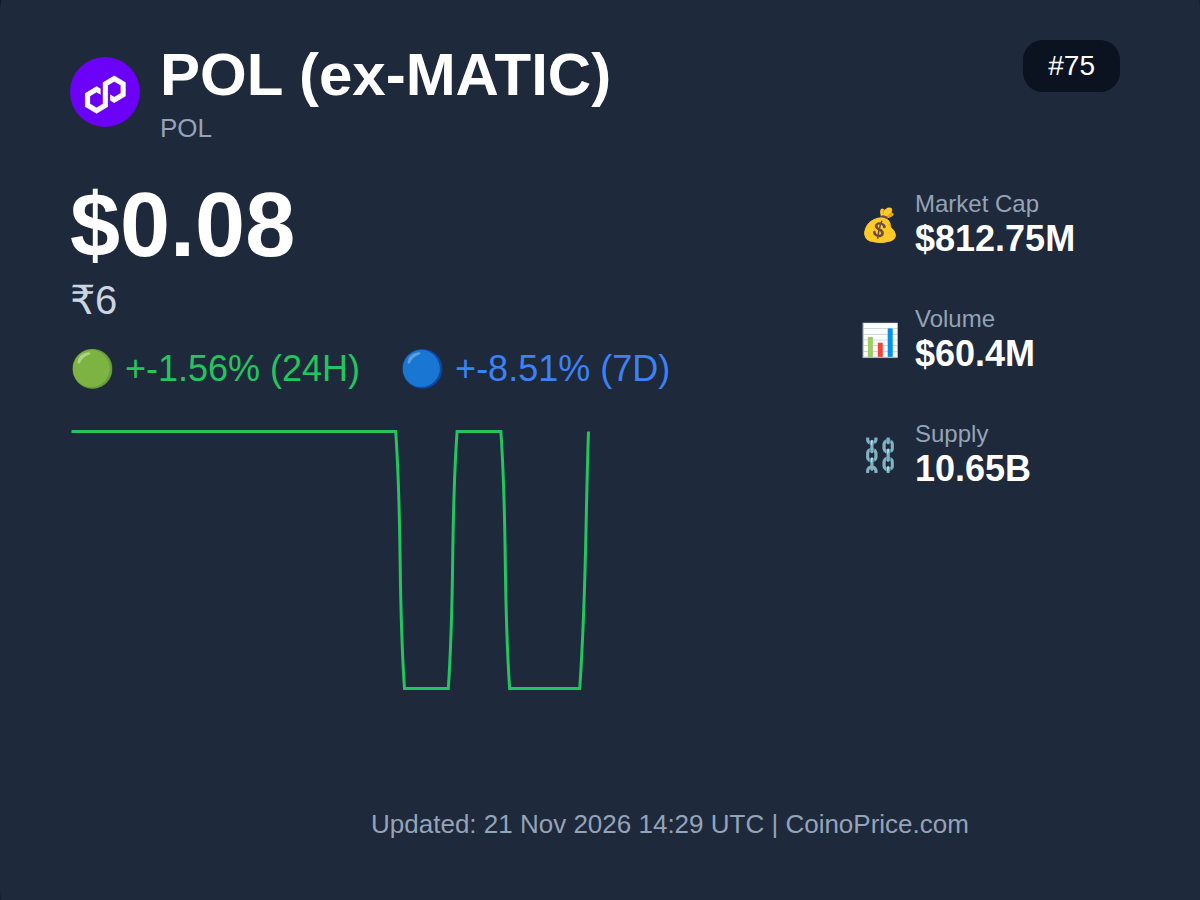 POL (ex-MATIC)
POL
#75
$0.08
₹6
+-1.56% (24H)
+-8.51% (7D)
Market Cap
$812.75M
Volume
$60.4M
Supply
10.65B
Updated: 21 Nov 2026 14:29 UTC | CoinoPrice.com